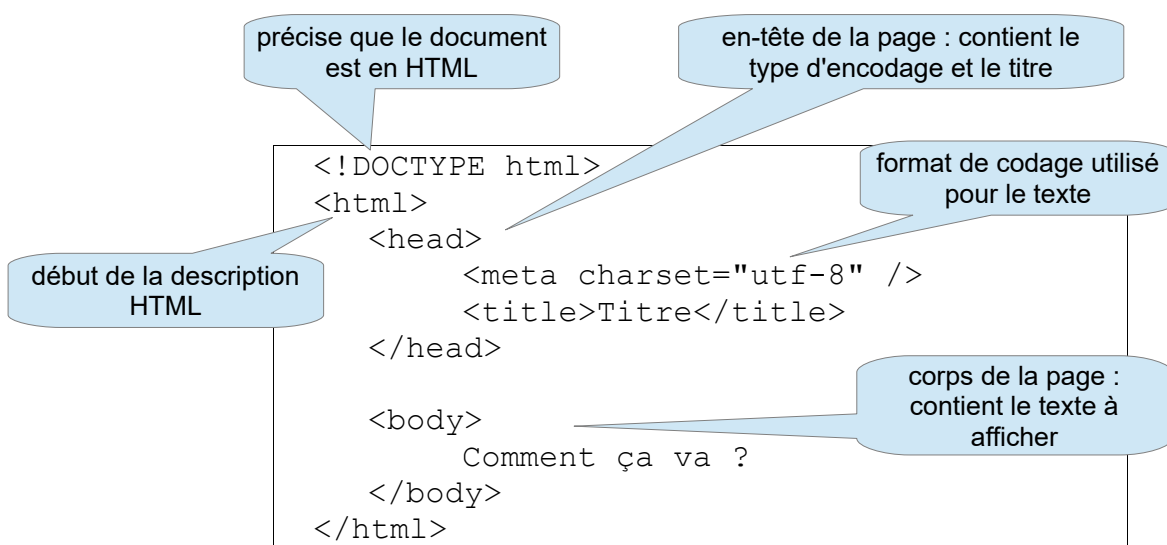 précise que le document
est en HTML
en-tête de la page : contient le
type d'encodage et le titre
<!DOCTYPE html>
format de codage utilisé
pour le texte
<html>
<head>
début de la description
HTML
<meta charset="utf-8" />
<title>Titre</title>
</head>
corps de la page :
contient le texte à
afficher
<body>
Comment ça va ?
</body>
</html>